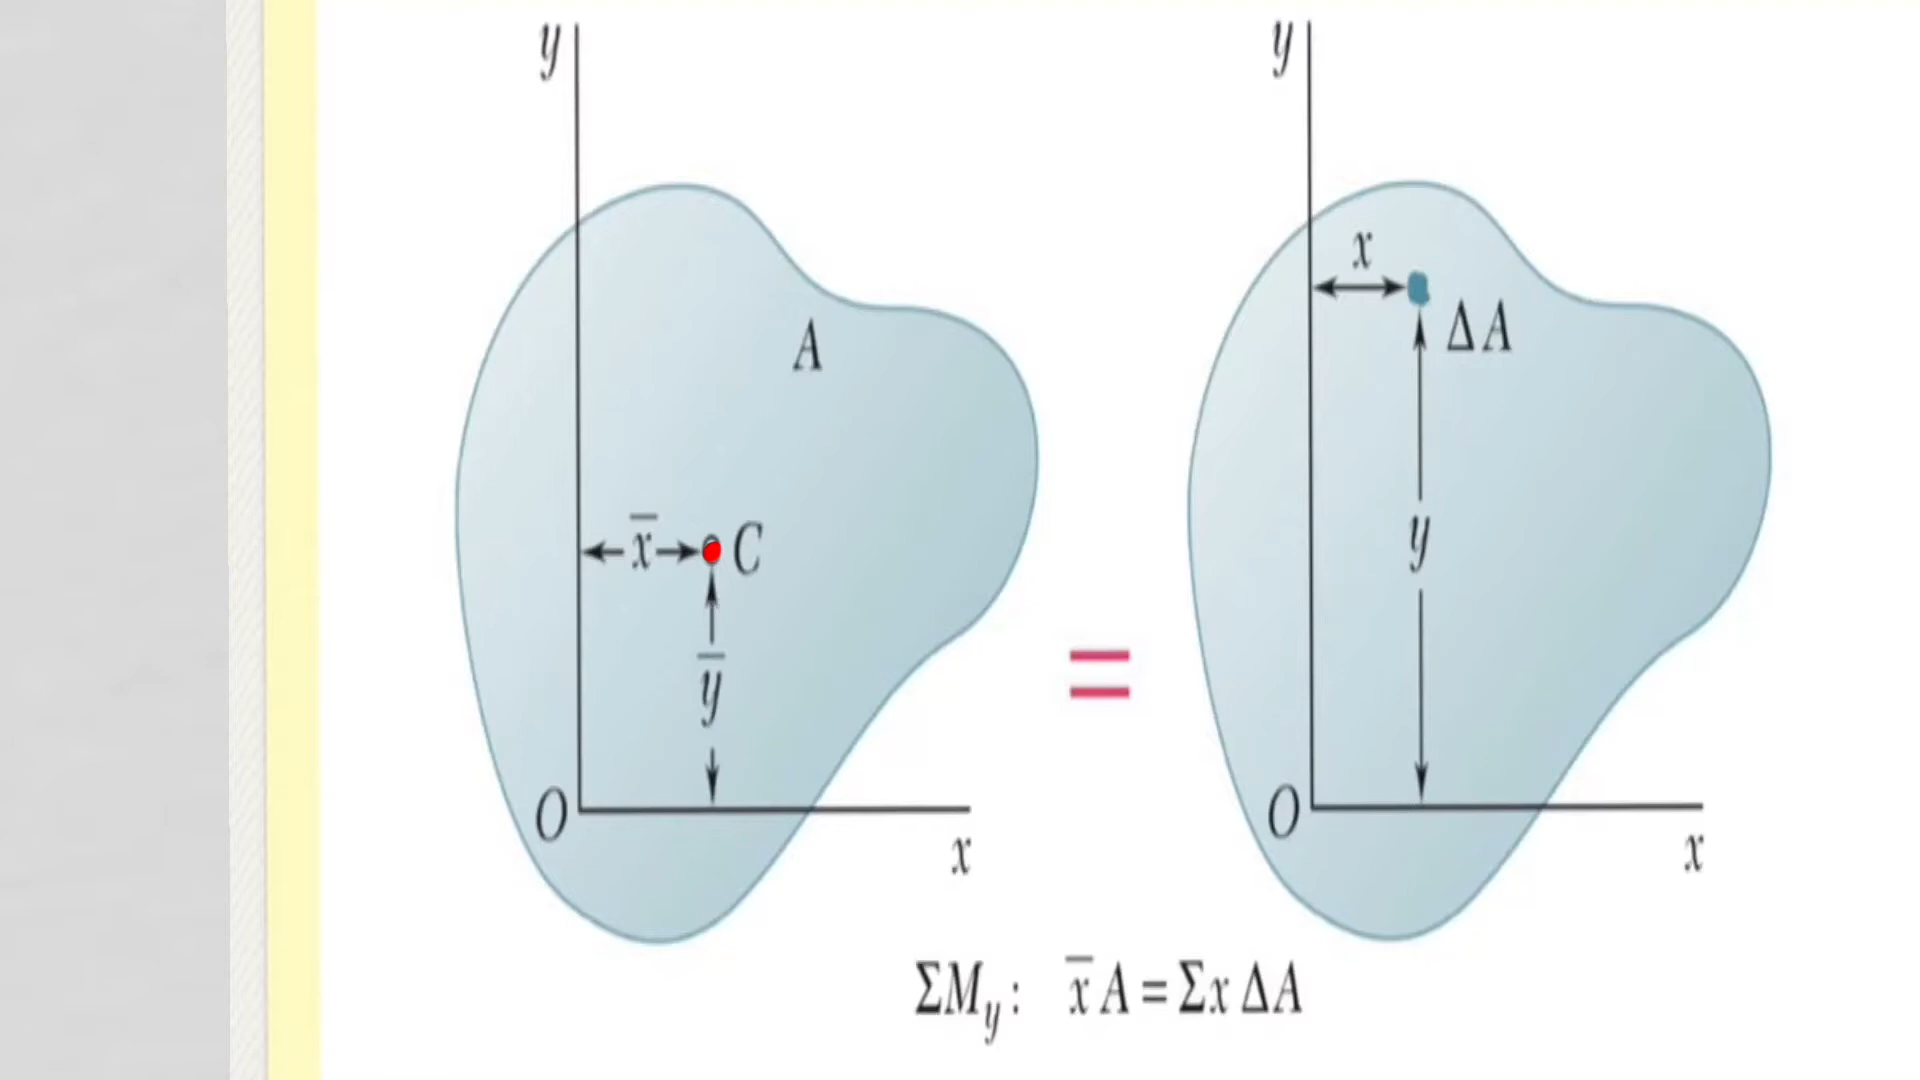 y
A
x̄ C
ȳ
O
x
=
y
x
ΔA
y
O
x
ΣM_y: x̄ A = Σx ΔA